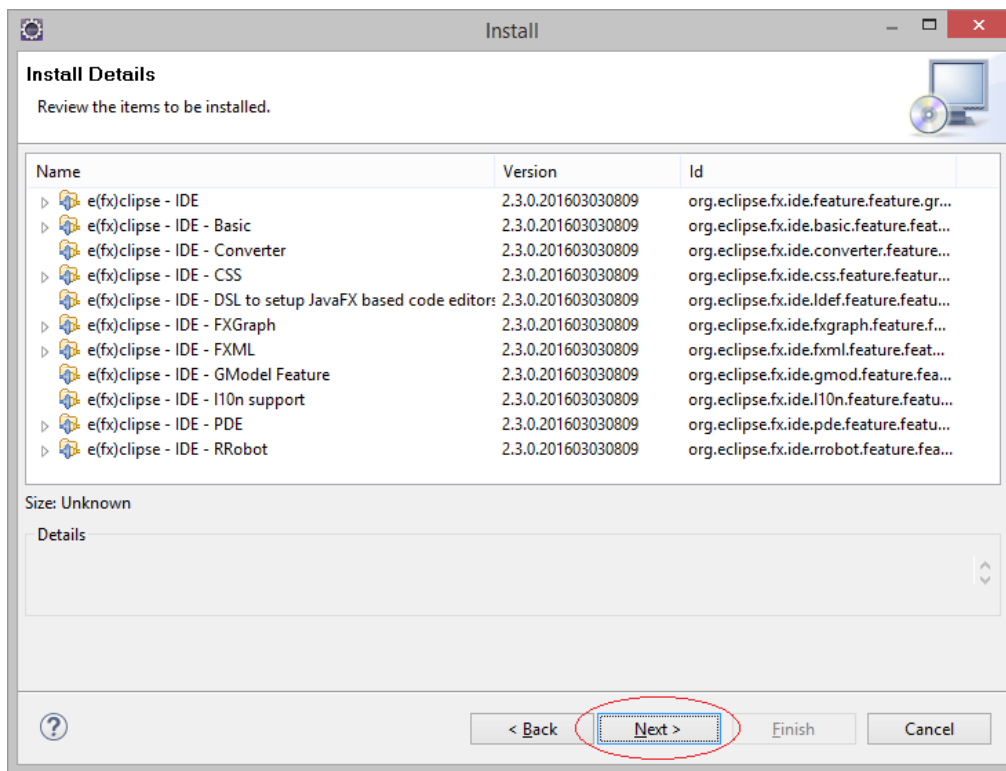 Install
Install Details
Review the items to be installed.
Name Version Id
e(fx)clipse - IDE 2.3.0.201603030809 org.eclipse.fx.ide.feature.feature.gr...
e(fx)clipse - IDE - Basic 2.3.0.201603030809 org.eclipse.fx.ide.basic.feature.feat...
e(fx)clipse - IDE - Converter 2.3.0.201603030809 org.eclipse.fx.ide.converter.feature...
e(fx)clipse - IDE - CSS 2.3.0.201603030809 org.eclipse.fx.ide.css.feature.featur...
e(fx)clipse - IDE - DSL to setup JavaFX based code editors 2.3.0.201603030809 org.eclipse.fx.ide.ldef.feature.featu...
e(fx)clipse - IDE - FXGraph 2.3.0.201603030809 org.eclipse.fx.ide.fxgraph.feature.f...
e(fx)clipse - IDE - FXML 2.3.0.201603030809 org.eclipse.fx.ide.fxml.feature.feat...
e(fx)clipse - IDE - GModel Feature 2.3.0.201603030809 org.eclipse.fx.ide.gmod.feature.fea...
e(fx)clipse - IDE - l10n support 2.3.0.201603030809 org.eclipse.fx.ide.l10n.feature.featu...
e(fx)clipse - IDE - PDE 2.3.0.201603030809 org.eclipse.fx.ide.pde.feature.featu...
e(fx)clipse - IDE - RRobot 2.3.0.201603030809 org.eclipse.fx.ide.rrobot.feature.fea...
Size: Unknown
Details
? < Back Next > Finish Cancel